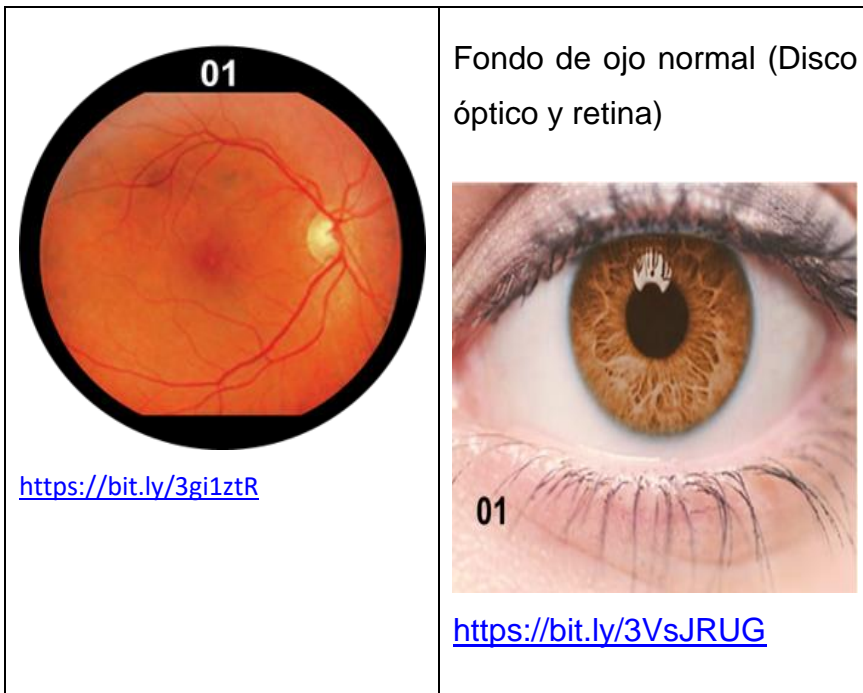 01
https://bit.ly/3gi1ztR
Fondo de ojo normal (Disco
óptico y retina)
01
https://bit.ly/3VsJRUG